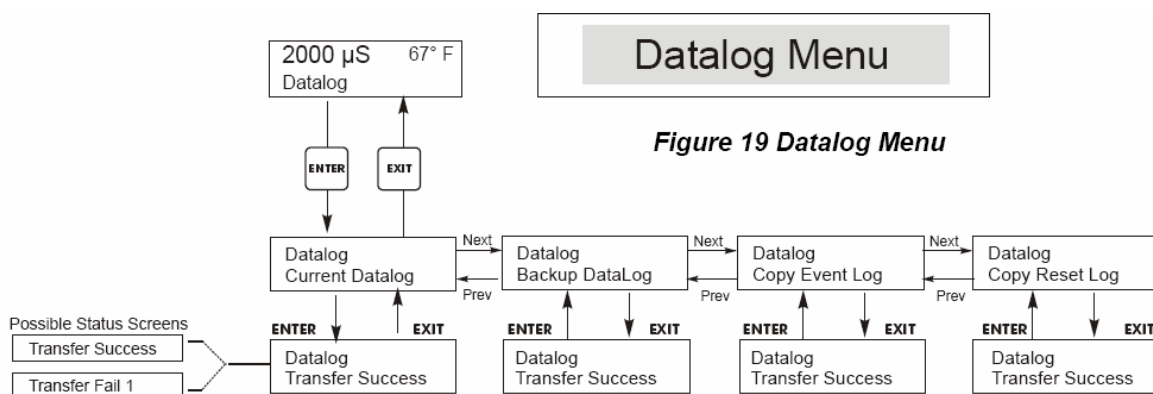 2000 µS 67° F
Datalog
Datalog Menu
Figure 19 Datalog Menu
ENTER EXIT
Datalog
Current Datalog
Next
Prev
Datalog
Backup DataLog
Next
Prev
Datalog
Copy Event Log
Next
Prev
Datalog
Copy Reset Log
Possible Status Screens
Transfer Success
Transfer Fail 1
ENTER EXIT
Datalog
Transfer Success
ENTER EXIT
Datalog
Transfer Success
ENTER EXIT
Datalog
Transfer Success
ENTER EXIT
Datalog
Transfer Success